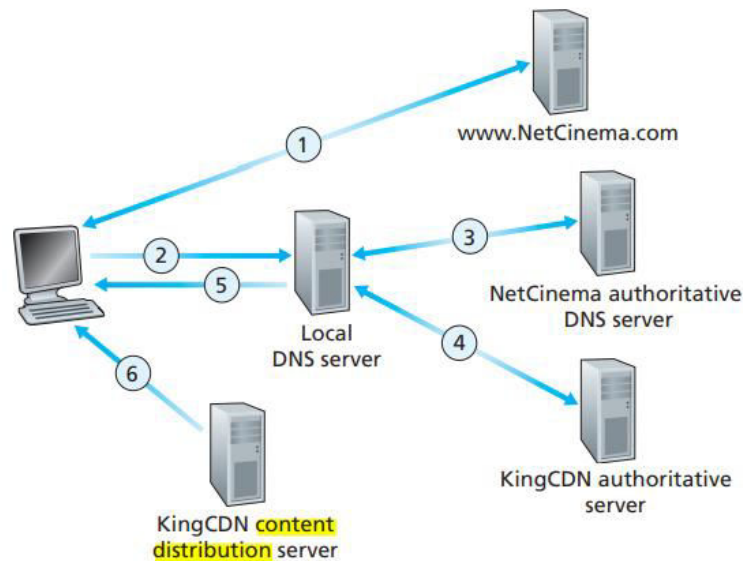 1
www.NetCinema.com
2
3
5
NetCinema authoritative
DNS server
Local
DNS server
4
6
KingCDN authoritative
server
KingCDN content
distribution server